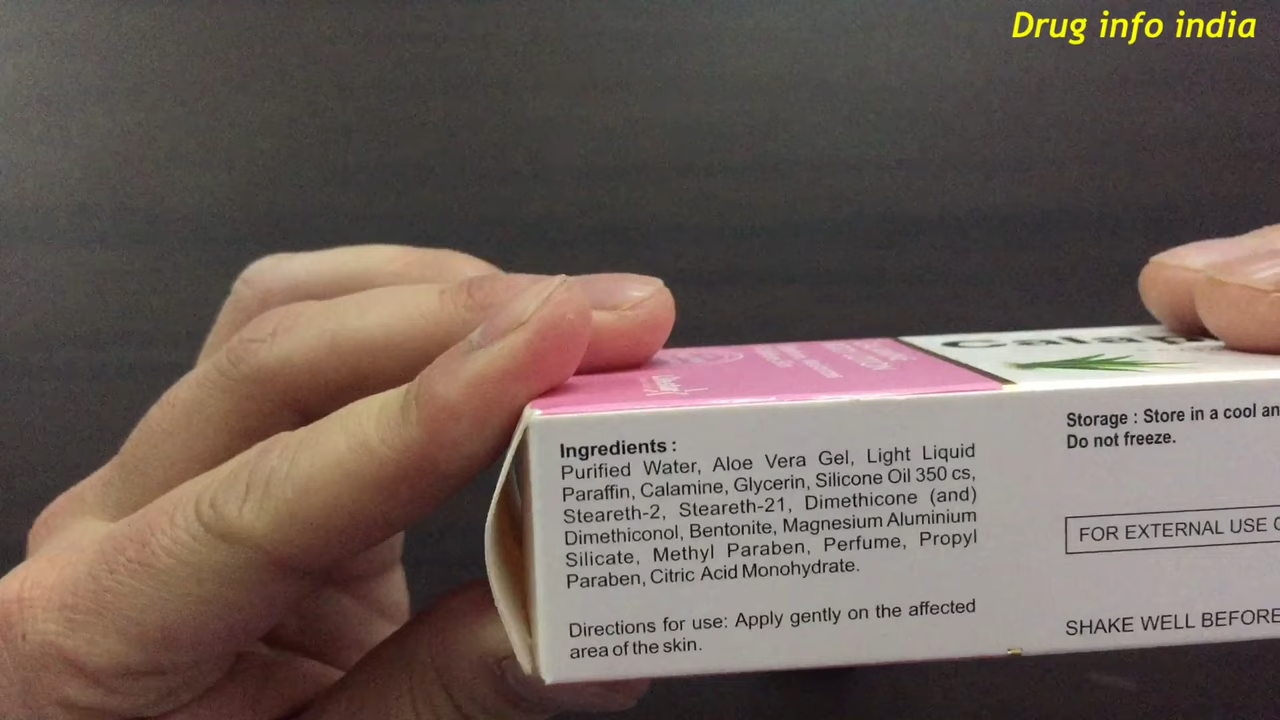 Drug info india
Ingredients :
Purified Water, Aloe Vera Gel, Light Liquid
Paraffin, Calamine, Glycerin, Silicone Oil 350 cs,
Steareth-2, Steareth-21, Dimethicone (and)
Dimethiconol, Bentonite, Magnesium Aluminium
Silicate, Methyl Paraben, Perfume, Propyl
Paraben, Citric Acid Monohydrate.
Directions for use: Apply gently on the affected
area of the skin.
Storage : Store in a cool
Do not freeze.
FOR EXTERNAL USE
SHAKE WELL BEFORE